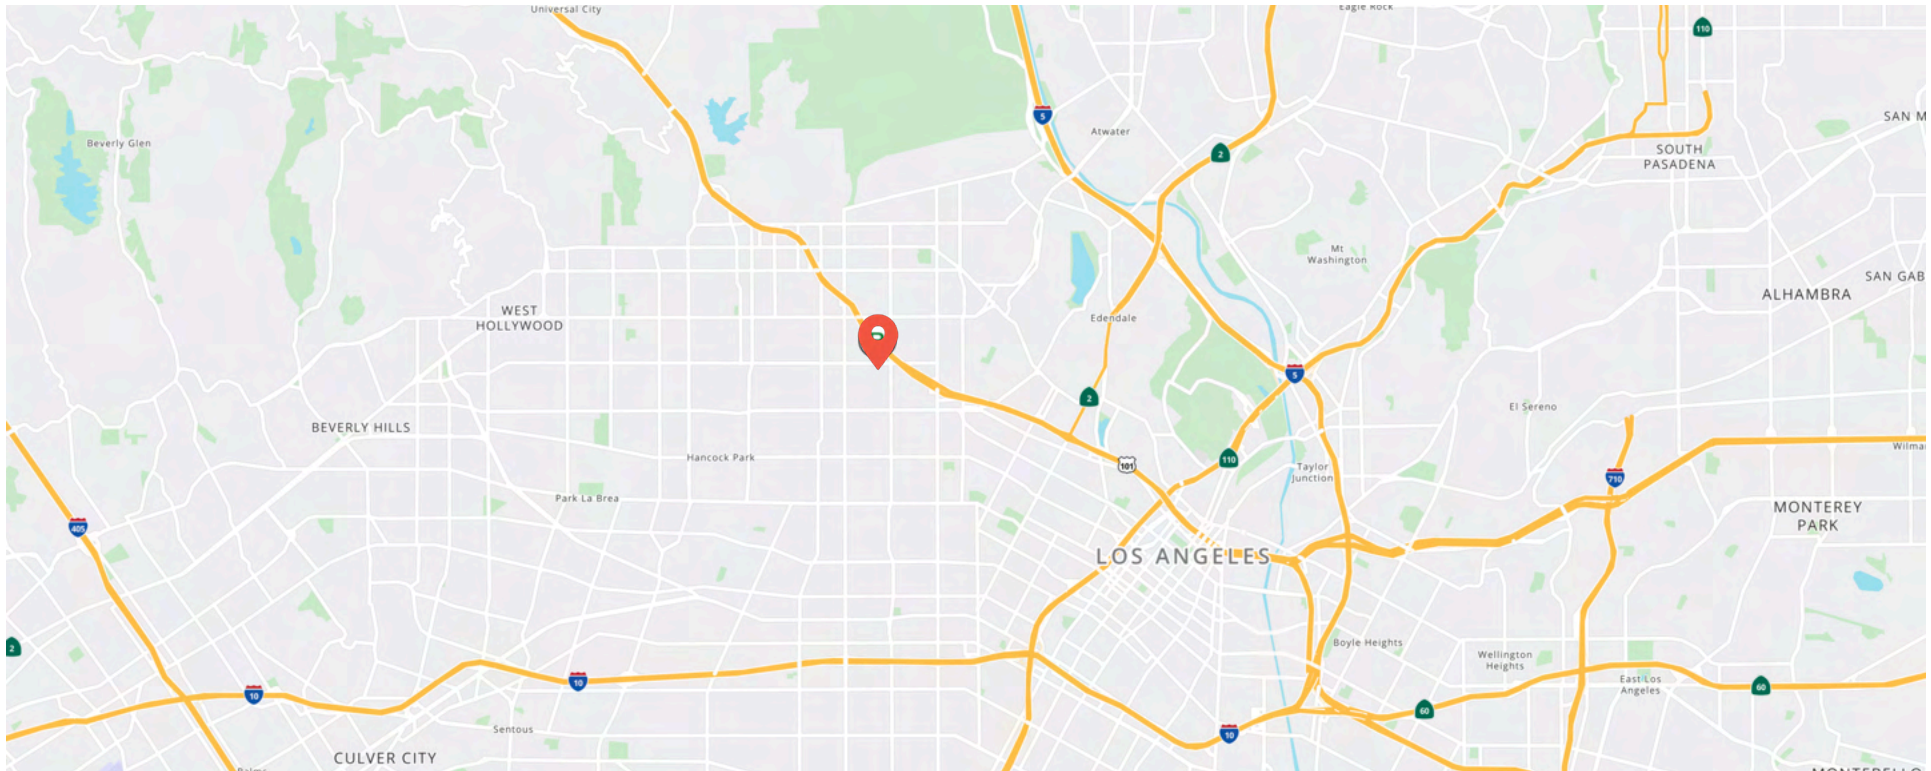 Universal City
Eagle Rock
110
5
Atwater
SAN M
Beverly Glen
2
SOUTH
PASADENA
Mt
Washington
SAN GAB
ALHAMBRA
WEST
HOLLYWOOD
Edendale
5
2
El Sereno
BEVERLY HILLS
Wilma
Hancock Park
101
110
Taylor
Junction
710
Park La Brea
MONTEREY
PARK
405
LOS ANGELES
2
Boyle Heights
Wellington
Heights
East Los
Angeles
10
10
60
60
Sentous
10
CULVER CITY
MONTEBELLO